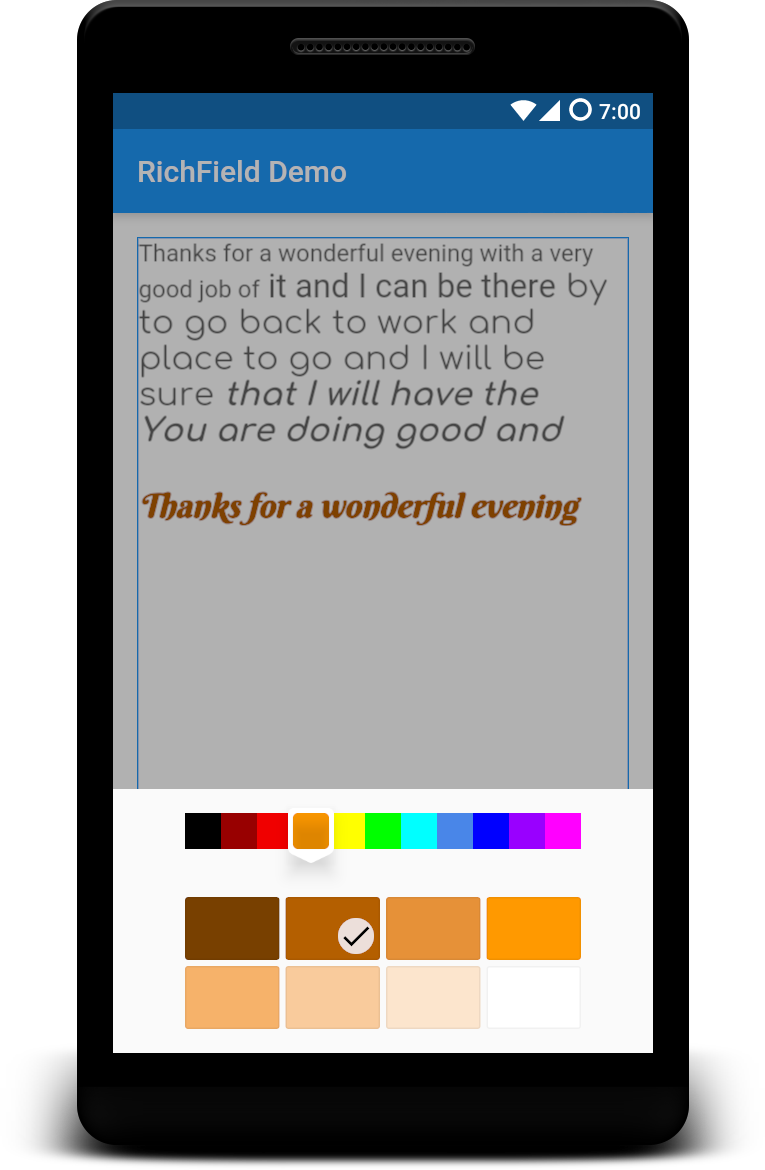 7:00
RichField Demo
Thanks for a wonderful evening with a very
good job of it and I can be there by
to go back to work and
place to go and I will be
sure that I will have the
You are doing good and
Thanks for a wonderful evening